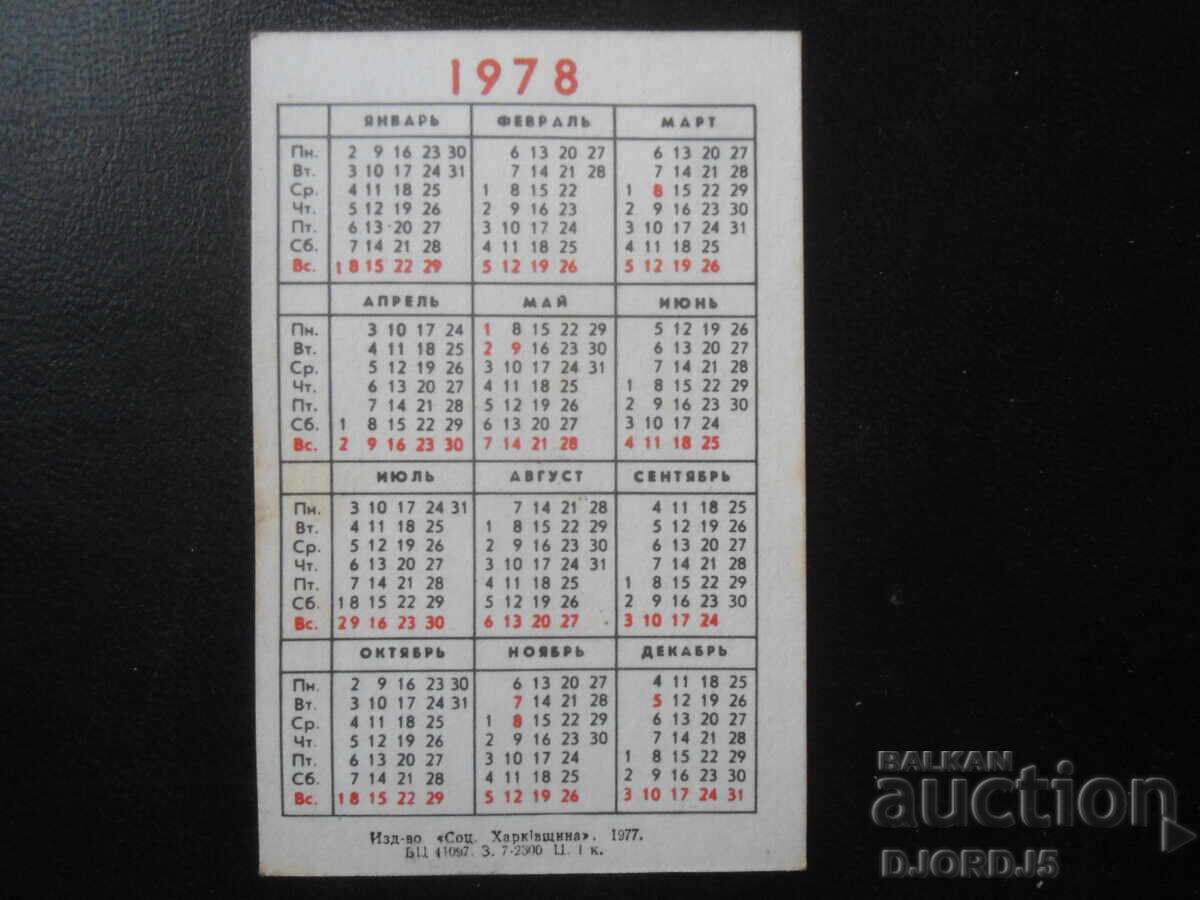 1978
ЯНВАРЬ ФЕВРАЛЬ МАРТ
Пн. 2 9 16 23 30 6 13 20 27 6 13 20 27
Вт. 3 10 17 24 31 7 14 21 28 7 14 21 28
Ср. 4 11 18 25 1 8 15 22 1 8 15 22 29
Чт. 5 12 19 26 2 9 16 23 2 9 16 23 30
Пт. 6 13 20 27 3 10 17 24 3 10 17 24 31
Сб. 7 14 21 28 4 11 18 25 4 11 18 25
Вс. 1 8 15 22 29 5 12 19 26 5 12 19 26
АПРЕЛЬ МАЙ ИЮНЬ
Пн. 3 10 17 24 1 8 15 22 29 5 12 19 26
Вт. 4 11 18 25 2 9 16 23 30 6 13 20 27
Ср. 5 12 19 26 3 10 17 24 31 7 14 21 28
Чт. 6 13 20 27 4 11 18 25 1 8 15 22 29
Пт. 7 14 21 28 5 12 19 26 2 9 16 23 30
Сб. 1 8 15 22 29 6 13 20 27 3 10 17 24
Вс. 2 9 16 23 30 7 14 21 28 4 11 18 25
ИЮЛЬ АВГУСТ СЕНТЯБРЬ
Пн. 3 10 17 24 31 7 14 21 28 4 11 18 25
Вт. 4 11 18 25 1 8 15 22 29 5 12 19 26
Ср. 5 12 19 26 2 9 16 23 30 6 13 20 27
Чт. 6 13 20 27 3 10 17 24 31 7 14 21 28
Пт. 7 14 21 28 4 11 18 25 1 8 15 22 29
Сб. 1 8 15 22 29 5 12 19 26 2 9 16 23 30
Вс. 2 9 16 23 30 6 13 20 27 3 10 17 24
ОКТЯБРЬ НОЯБРЬ ДЕКАБРЬ
Пн. 2 9 16 23 30 6 13 20 27 4 11 18 25
Вт. 3 10 17 24 31 7 14 21 28 5 12 19 26
Ср. 4 11 18 25 1 8 15 22 29 6 13 20 27
Чт. 5 12 19 26 2 9 16 23 30 7 14 21 28
Пт. 6 13 20 27 3 10 17 24 1 8 15 22 29
Сб. 7 14 21 28 4 11 18 25 2 9 16 23 30
Вс. 1 8 15 22 29 5 12 19 26 3 10 17 24 31
Изд-во «Соц. Харківщина». 1977.
БЦ 41097. З. 7-2300 Ц. 1 к.
BALKAN
auction
DJORDJ5